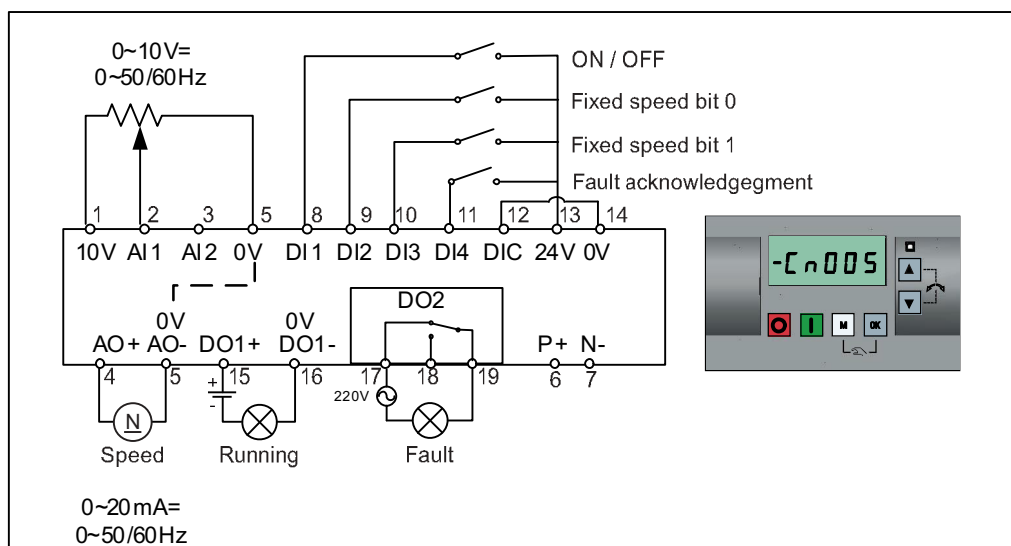 0~10V=
0~50/60Hz
ON / OFF
Fixed speed bit 0
Fixed speed bit 1
Fault acknowledgegment
1 2 3 5 8 9 10 11 12 13 14
10V AI1 AI2 0V DI1 DI2 DI3 DI4 DIC 24V 0V
-Cn005
M OK
DO2
0V 0V
AO+ AO- DO1+ DO1- P+ N-
4 5 15 16 17 18 19 6 7
+
-
220V
N
Speed Running Fault
0~20mA=
0~50/60Hz